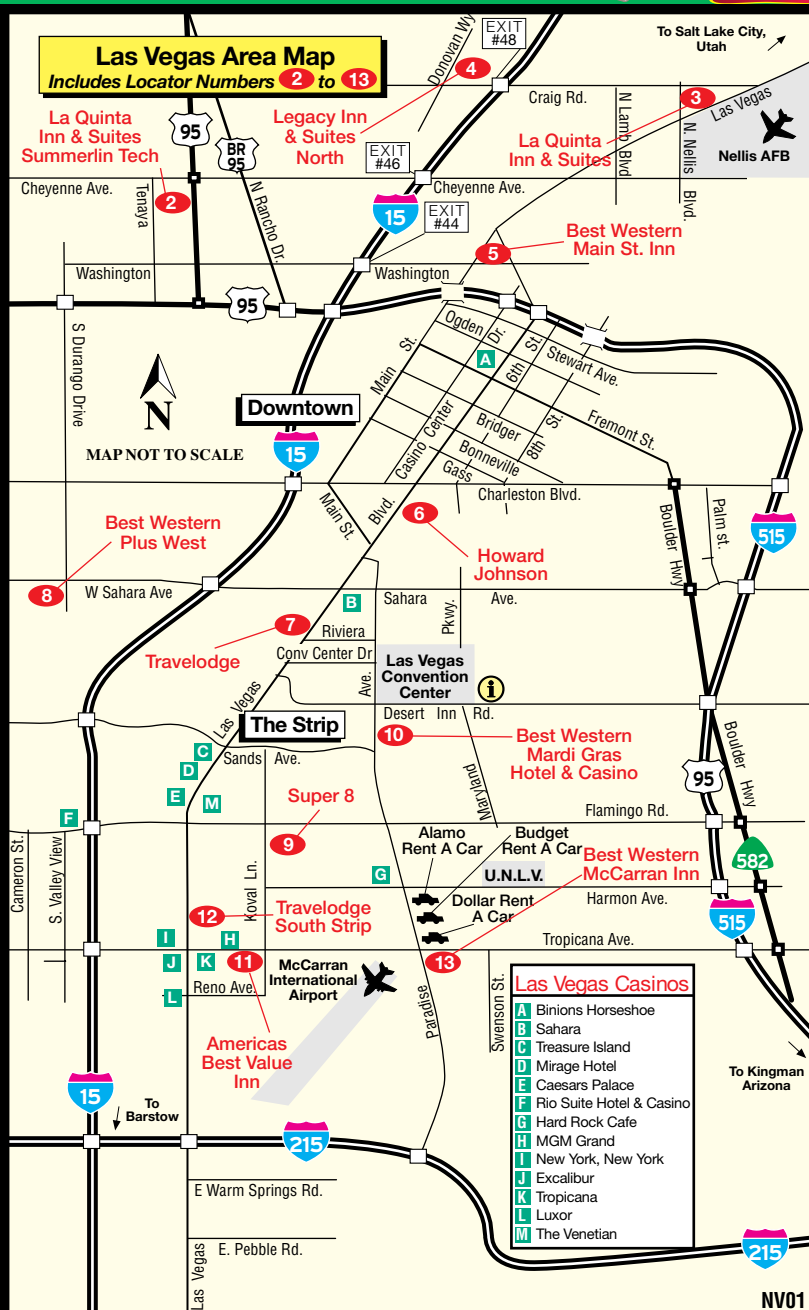 Las Vegas Area Map
Includes Locator Numbers 2 to 13
EXIT
#48
Donovan Wy
To Salt Lake City,
Utah
4
Craig Rd.
3
Las Vegas
Nellis AFB
La Quinta
Inn & Suites
Summerlin Tech
95
BR
95
Legacy Inn
& Suites
North
La Quinta
Inn & Suites
N Lamb Blvd
N. Nellis
Blvd.
EXIT
#46
Cheyenne Ave.
Cheyenne Ave.
Tenaya
2
N Rancho Dr.
15
EXIT
#44
Best Western
Main St. Inn
5
Washington
Washington
95
S Durango Drive
N
MAP NOT TO SCALE
Downtown
15
Main St.
Ogden
Dr.
A
6th St.
Stewart Ave.
Casino Center
Bridger
8th St.
Fremont St.
Bonneville
Gass
Charleston Blvd.
Main St.
Blvd.
6
Howard
Johnson
Boulder Hwy
Palm st.
515
Best Western
Plus West
8
W Sahara Ave
B
Sahara Ave.
Pkwy.
7
Riviera
Conv Center Dr
Travelodge
Ave.
Las Vegas
Convention
Center
i
Las Vegas
The Strip
Desert Inn Rd.
10
Best Western
Mardi Gras
Hotel & Casino
Boulder Hwy
C
Sands Ave.
D
E
M
Super 8
Maryland
95
F
Flamingo Rd.
Cameron St.
S. Valley View
9
Alamo
Rent A Car
Budget
Rent A Car
Best Western
McCarran Inn
582
Koval Ln.
G
U.N.L.V.
Harmon Ave.
Dollar Rent
A Car
12
Travelodge
South Strip
515
I
H
Tropicana Ave.
J
K
11
McCarran
International
Airport
13
L
Reno Ave.
Paradise
Swenson St.
Americas
Best Value
Inn
Las Vegas Casinos
A Binions Horseshoe
B Sahara
C Treasure Island
D Mirage Hotel
E Caesars Palace
F Rio Suite Hotel & Casino
G Hard Rock Cafe
H MGM Grand
I New York, New York
J Excalibur
K Tropicana
L Luxor
M The Venetian
To Kingman
Arizona
15
To
Barstow
215
E Warm Springs Rd.
E. Pebble Rd.
Las Vegas
215
NV01